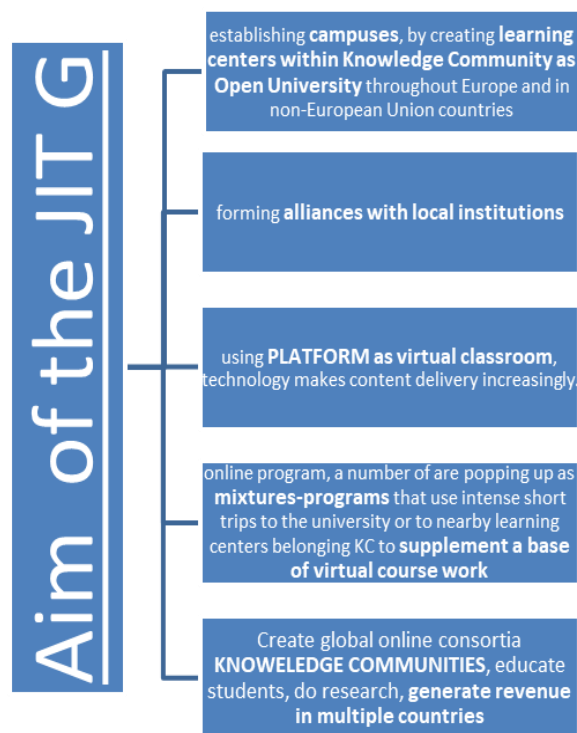 Aim of the JIT G
establishing campuses, by creating learning
centers within Knowledge Community as
Open University throughout Europe and in
non-European Union countries
forming alliances with local institutions
using PLATFORM as virtual classroom,
technology makes content delivery increasingly.
online program, a number of are popping up as
mixtures-programs that use intense short
trips to the university or to nearby learning
centers belonging KC to supplement a base
of virtual course work
Create global online consortia
KNOWELEDGE COMMUNITIES, educate
students, do research, generate revenue
in multiple countries